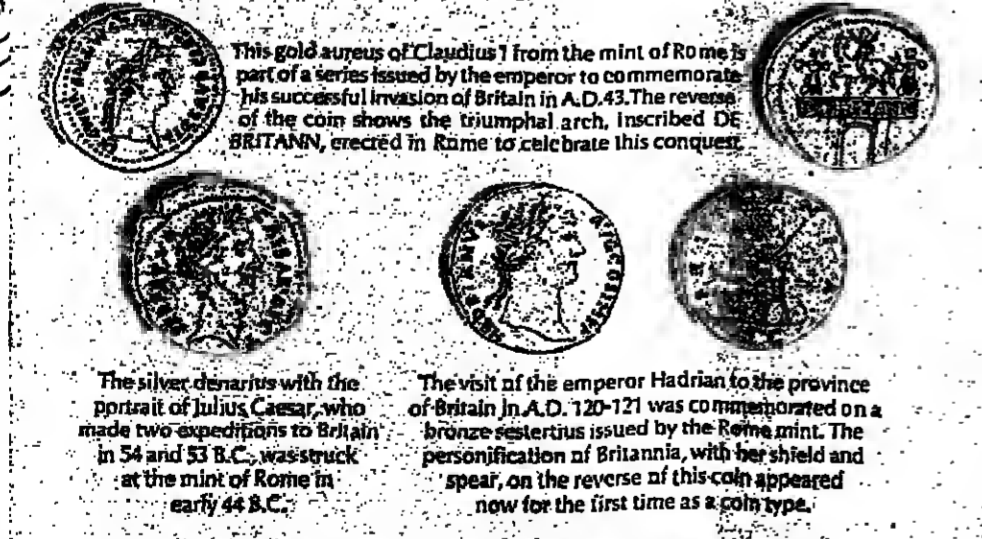 This gold aureus of Claudius I from the mint of Rome is
part of a series issued by the emperor to commemorate
his successful invasion of Britain in A.D.43. The reverse
of the coin shows the triumphal arch, inscribed DE
BRITANN, erected in Rome to celebrate this conquest.
HADRIANVS
AVGCOSIIIPP
The silver denarius with the
portrait of Julius Caesar, who
made two expeditions to Britain
in 54 and 53 B.C., was struck
at the mint of Rome in
early 44 B.C.
The visit of the emperor Hadrian to the province
of Britain in A.D. 120-121 was commemorated on a
bronze sestertius issued by the Rome mint. The
personification of Britannia, with her shield and
spear, on the reverse of this coin appeared
now for the first time as a coin type.